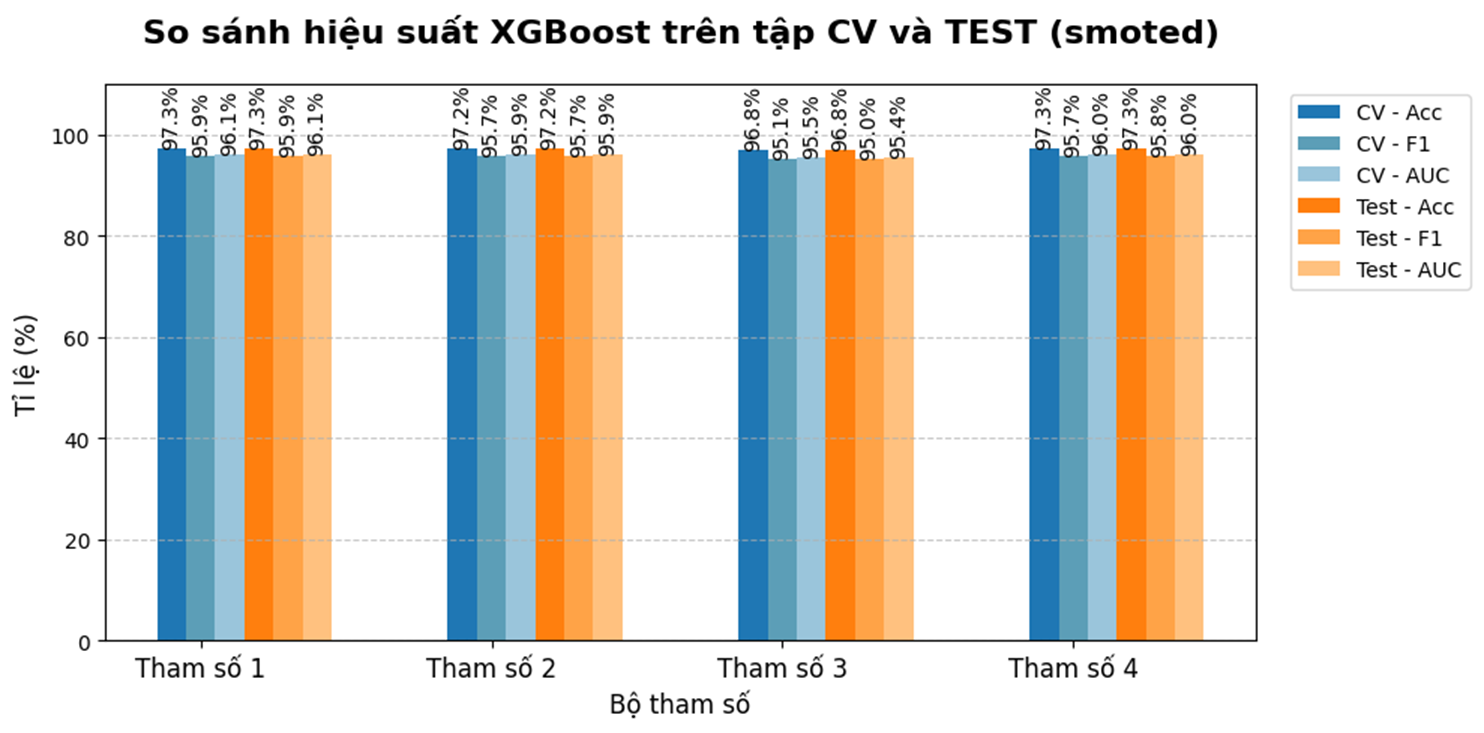 So sánh hiệu suất XGBoost trên tập CV và TEST (smoted)
97.3% 95.9% 96.1% 97.3% 95.9% 96.1%
97.2% 95.7% 95.9% 97.2% 95.7% 95.9%
96.8% 95.1% 95.5% 96.8% 95.0% 95.4%
97.3% 95.7% 96.0% 97.3% 95.8% 96.0%
CV - Acc
CV - F1
CV - AUC
Test - Acc
Test - F1
Test - AUC
Tỉ lệ (%)
100
80
60
40
20
0
Tham số 1 Tham số 2 Tham số 3 Tham số 4
Bộ tham số